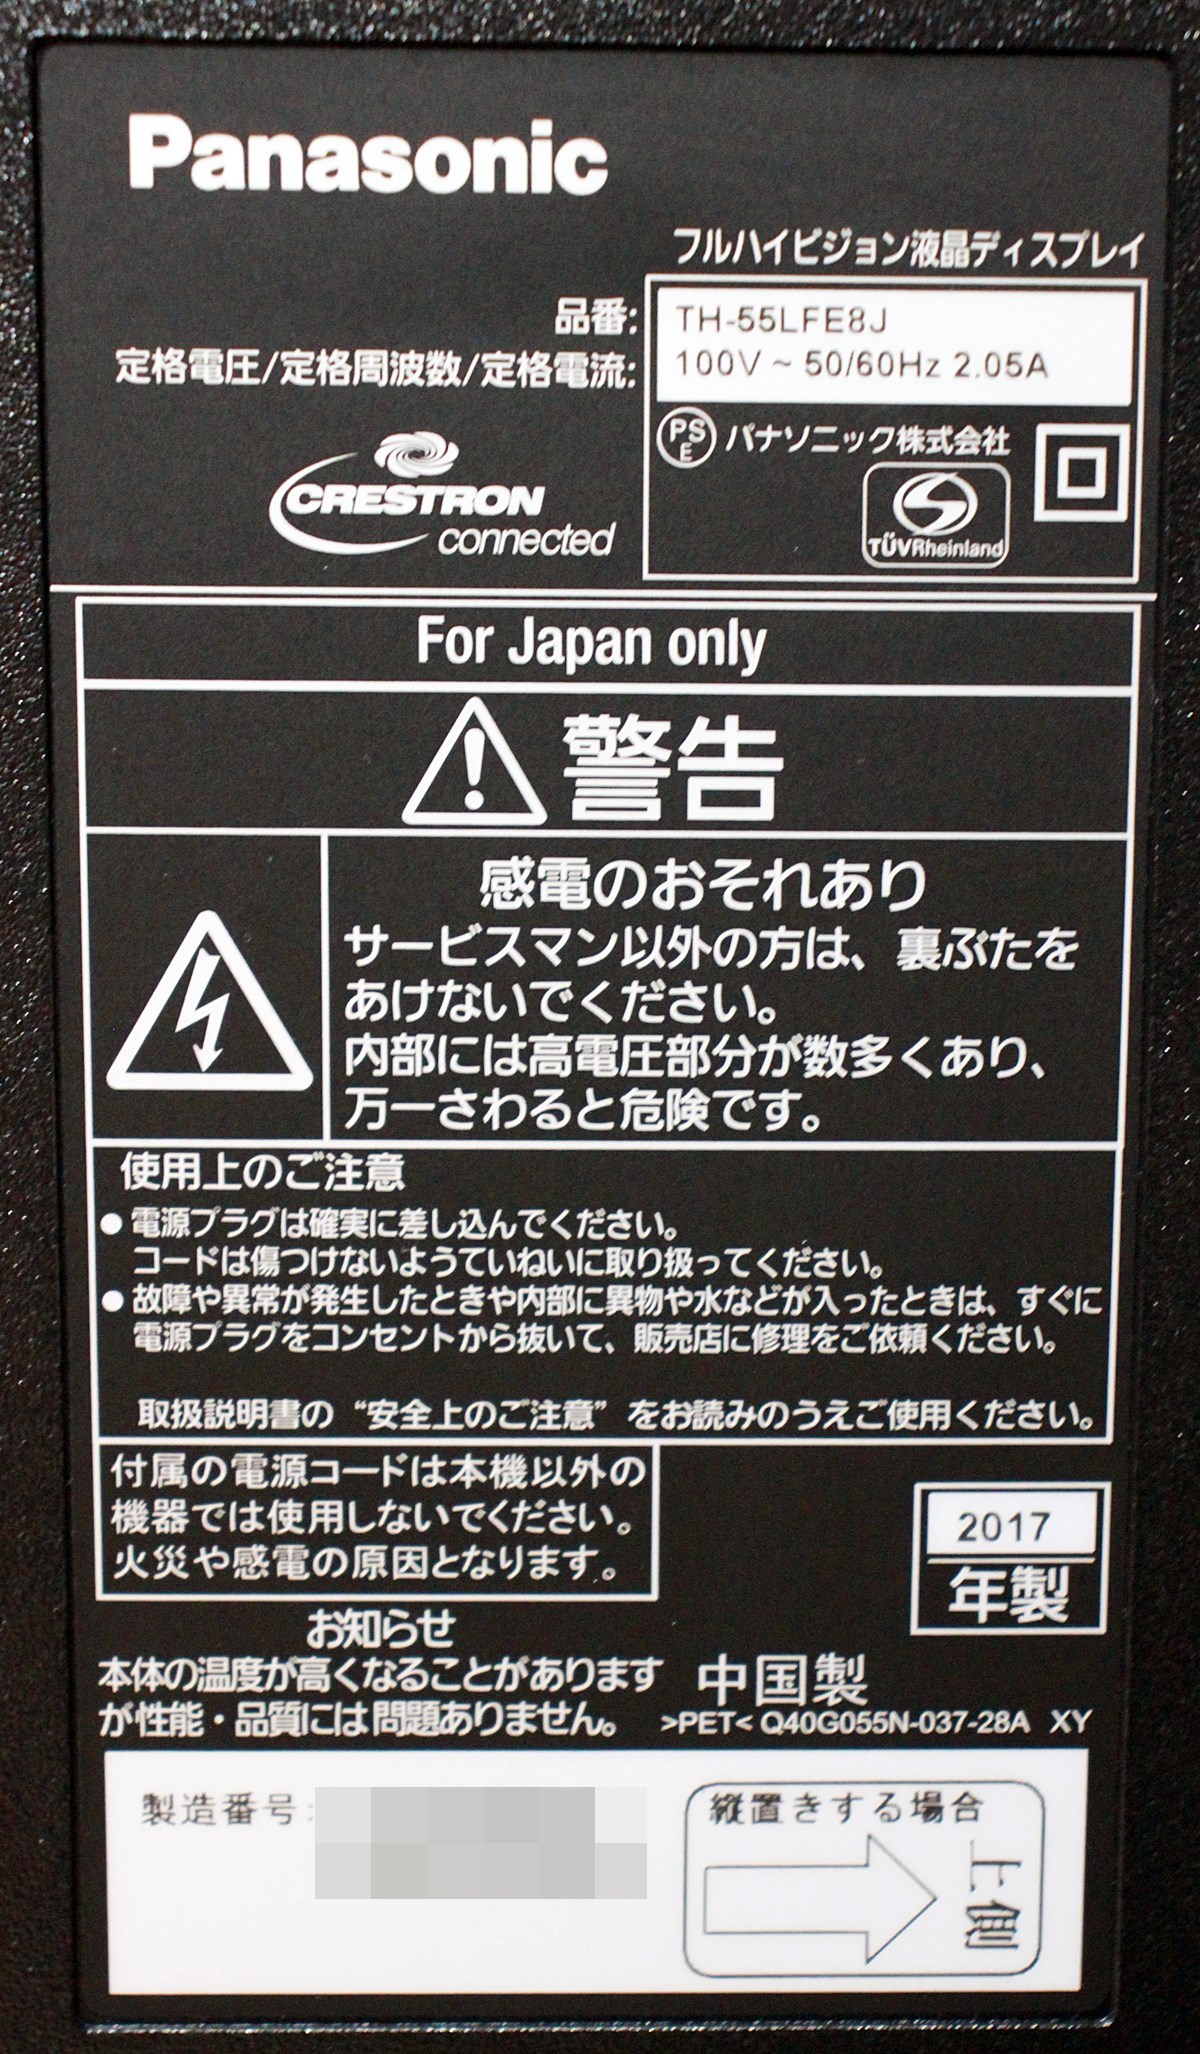 Panasonic
フルハイビジョン液晶ディスプレイ
品番: TH-55LFE8J
定格電圧/定格周波数/定格電流: 100V ~ 50/60Hz 2.05A
PS
E
パナソニック株式会社
CRESTRON
connected
TÜVRheinland
For Japan only
警告
感電のおそれあり
サービスマン以外の方は、裏ぶたを
あけないでください。
内部には高電圧部分が数多くあり、
万一さわると危険です。
使用上のご注意
●電源プラグは確実に差し込んでください。
コードは傷つけないようていねいに取り扱ってください。
●故障や異常が発生したときや内部に異物や水などが入ったときは、すぐに
電源プラグをコンセントから抜いて、販売店に修理をご依頼ください。
取扱説明書の“安全上のご注意”をお読みのうえご使用ください。
付属の電源コードは本機以外の
機器では使用しないでください。
火災や感電の原因となります。
2017
年製
お知らせ
本体の温度が高くなることがあります
が性能・品質には問題ありません。
中国製
>PET< Q40G055N-037-28A XY
製造番号:
縦置きする場合
上側